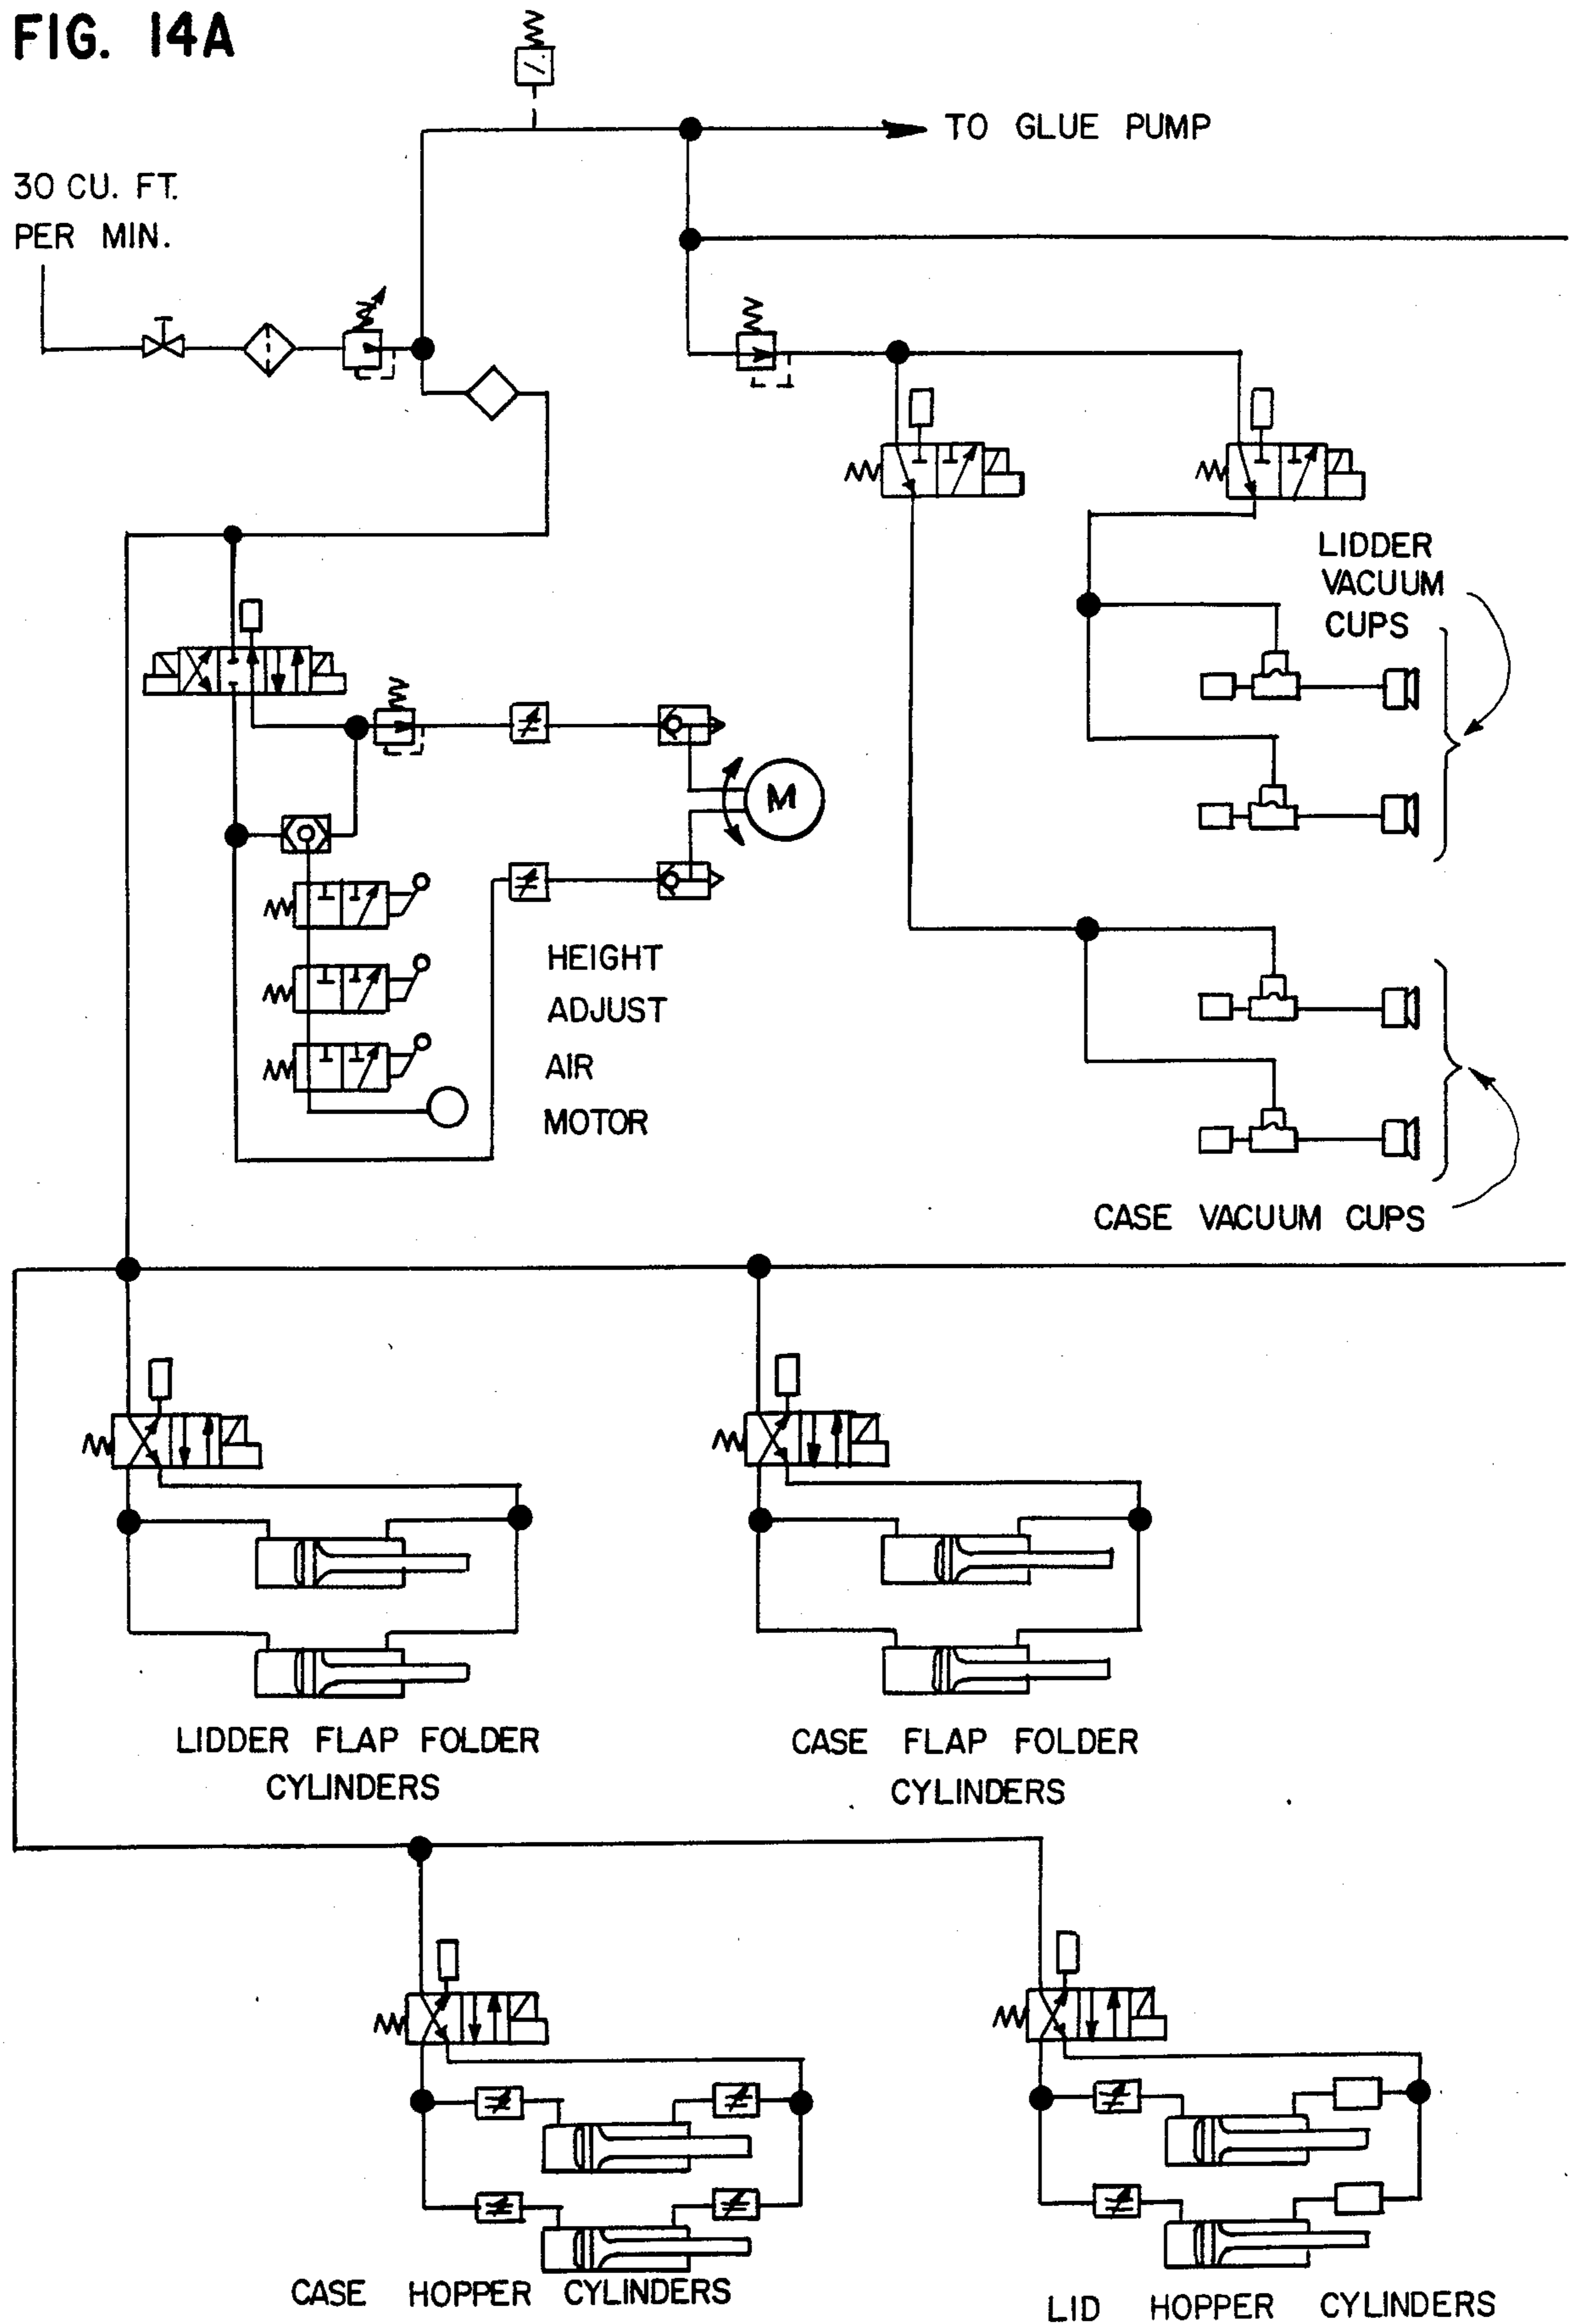 FIG. 14A
TO GLUE PUMP
30 CU. FT.
PER MIN.
LIDDER
VACUUM
CUPS
M
HEIGHT
ADJUST
AIR
MOTOR
CASE VACUUM CUPS
LIDDER FLAP FOLDER
CYLINDERS
CASE FLAP FOLDER
CYLINDERS
CASE HOPPER CYLINDERS
LID HOPPER CYLINDERS